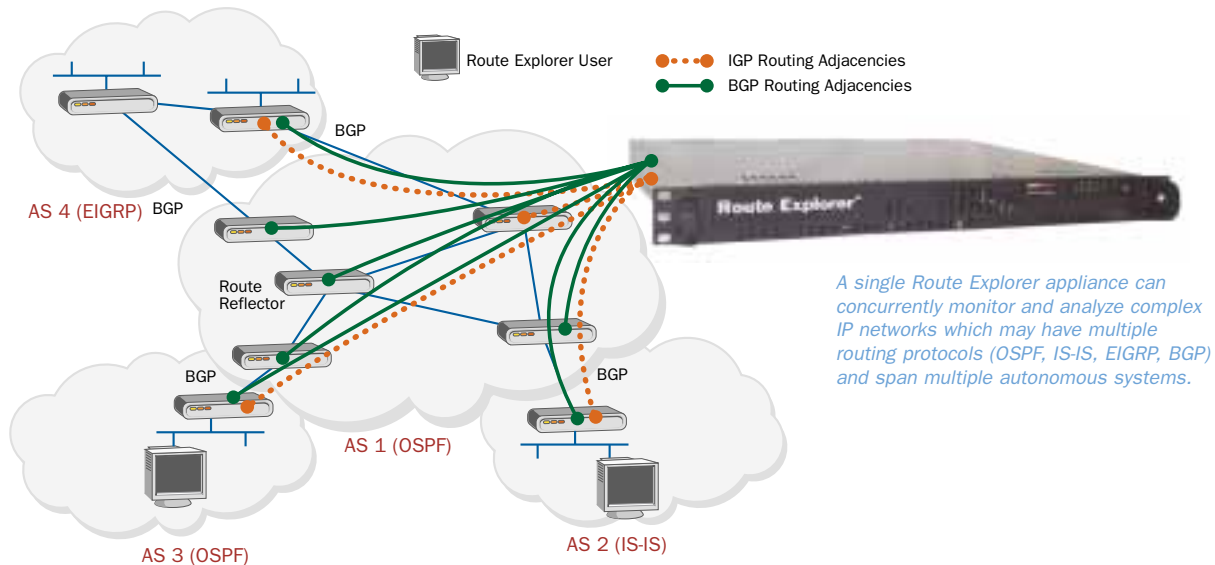 Route Explorer User
IGP Routing Adjacencies
BGP Routing Adjacencies
BGP
AS 4 (EIGRP)
BGP
Route Explorer
Route
Reflector
A single Route Explorer appliance can
concurrently monitor and analyze complex
IP networks which may have multiple
routing protocols (OSPF, IS-IS, EIGRP, BGP)
and span multiple autonomous systems.
BGP
BGP
AS 1 (OSPF)
AS 3 (OSPF)
AS 2 (IS-IS)